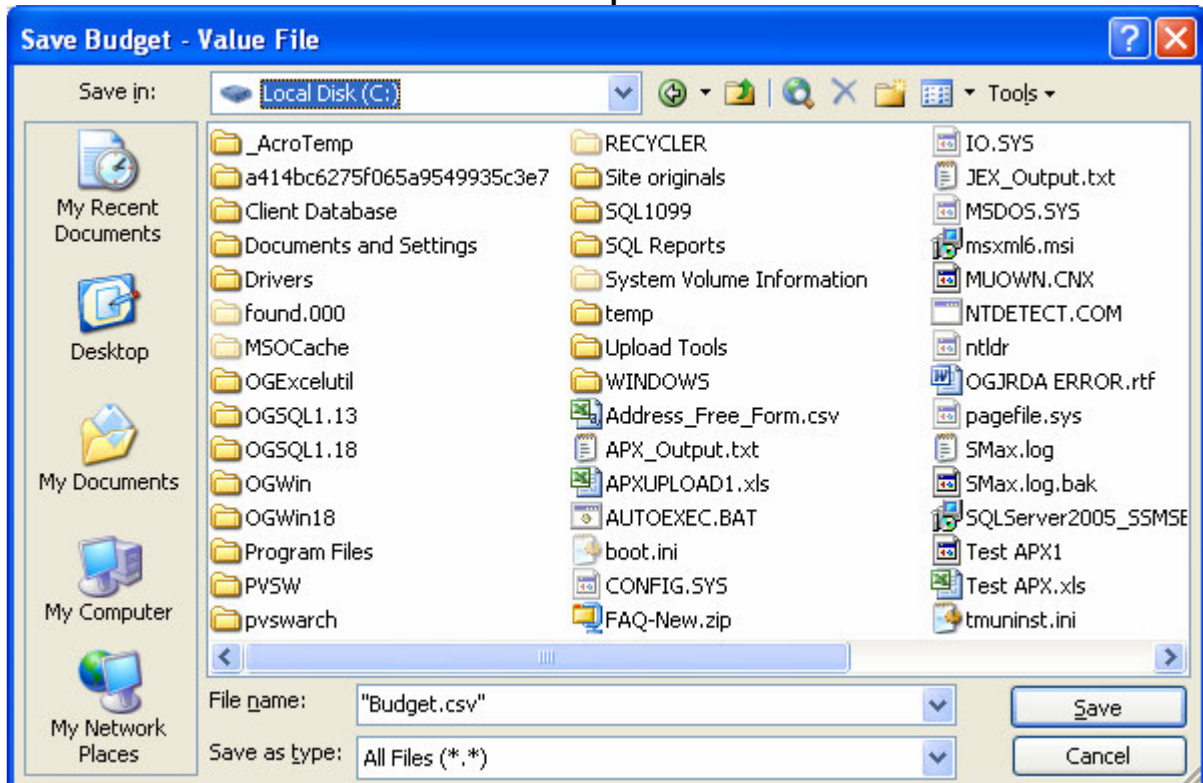 Save Budget - Value File
Save in:
Local Disk (C:)
Tools
My Recent
Documents
Desktop
My Documents
My Computer
My Network
Places
_AcroTemp
a414bc6275f065a9549935c3e7
Client Database
Documents and Settings
Drivers
found.000
MSOCache
OGExcelutil
OGSQL1.13
OGSQL1.18
OGWin
OGWin18
Program Files
PVSW
pvswarch
RECYCLER
Site originals
SQL1099
SQL Reports
System Volume Information
temp
Upload Tools
WINDOWS
Address_Free_Form.csv
APX_Output.txt
APXUPLOAD1.xls
AUTOEXEC.BAT
boot.ini
CONFIG.SYS
FAQ-New.zip
IO.SYS
JEX_Output.txt
MSDOS.SYS
msxml6.msi
MUOWN.CNX
NTDETECT.COM
ntldr
OGJRDA ERROR.rtf
pagefile.sys
SMax.log
SMax.log.bak
SQLServer2005_SSMSE
Test APX1
Test APX.xls
tmuninst.ini
File name:
"Budget.csv"
Save
Save as type:
All Files (*.*)
Cancel